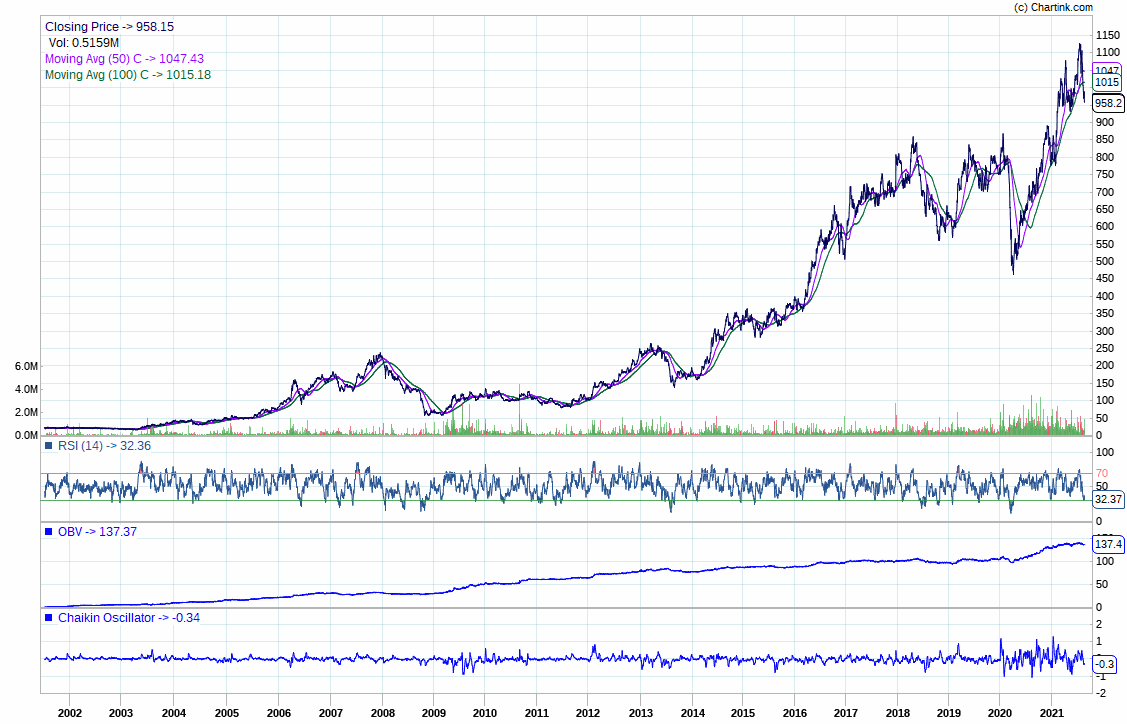 (c) Chartink.com
Closing Price -> 958.15
Vol: 0.5159M
Moving Avg (50) C -> 1047.43
Moving Avg (100) C -> 1015.18
1150
1100
1047
1015
958.2
900
850
800
750
700
650
600
550
500
450
400
350
300
250
200
150
100
50
0
6.0M
4.0M
2.0M
0.0M
RSI (14) -> 32.36
100
70
50
32.37
0
OBV -> 137.37
137.4
100
50
0
Chaikin Oscillator -> -0.34
2
1
-0.3
-1
-2
2002 2003 2004 2005 2006 2007 2008 2009 2010 2011 2012 2013 2014 2015 2016 2017 2018 2019 2020 2021